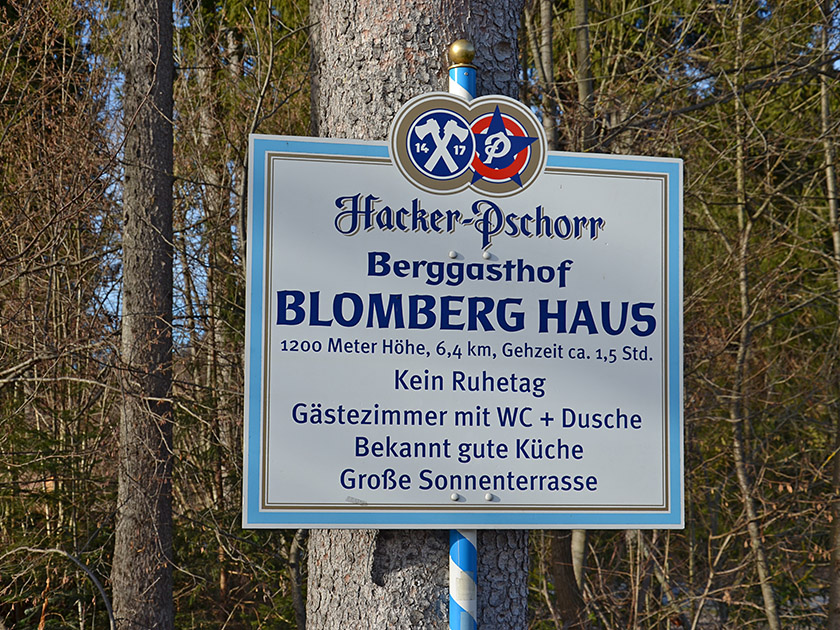 14 17 P
Hacker-Pschorr
Berggasthof
BLOMBERG HAUS
1200 Meter Höhe, 6,4 km, Gehzeit ca. 1,5 Std.
Kein Ruhetag
Gästezimmer mit WC + Dusche
Bekannt gute Küche
Große Sonnenterrasse